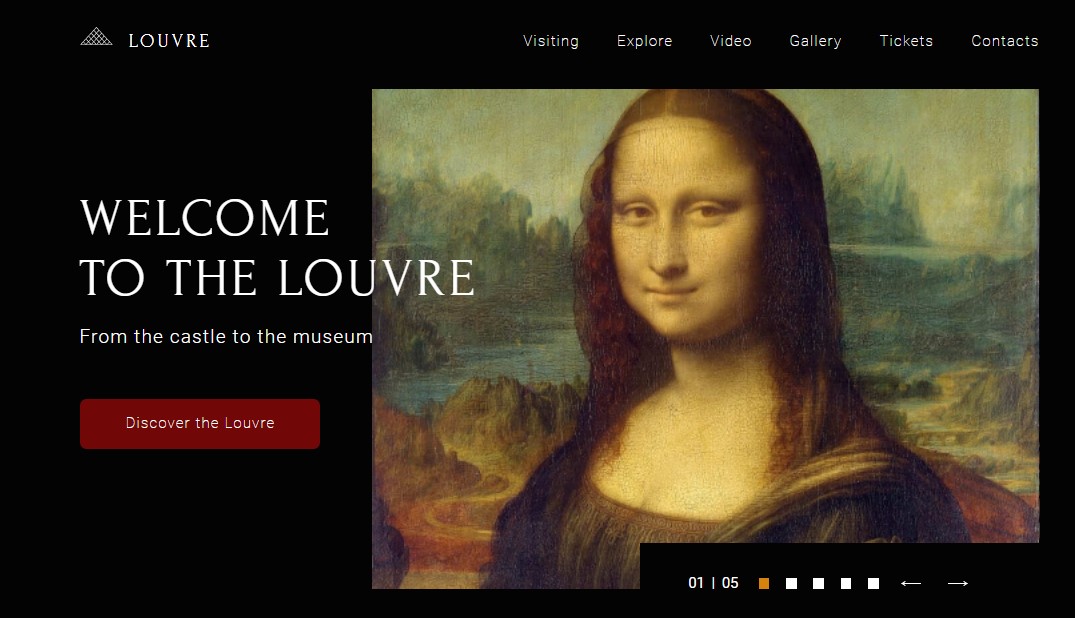 LOUVRE
Visiting Explore Video Gallery Tickets Contacts
WELCOME
TO THE LOUVRE
From the castle to the museum
Discover the Louvre
01 | 05